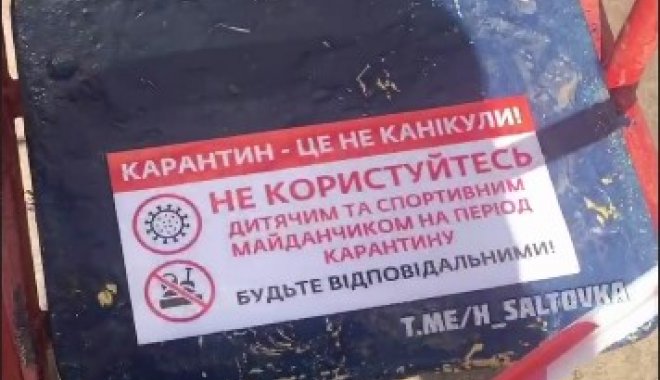 КАРАНТИН - ЦЕ НЕ КАНІКУЛИ!
НЕ КОРИСТУЙТЕСЬ
ДИТЯЧИМ ТА СПОРТИВНИМ
МАЙДАНЧИКОМ НА ПЕРІОД
КАРАНТИНУ
БУДЬТЕ ВІДПОВІДАЛЬНИМИ!
T.ME/H_SALTOVKA